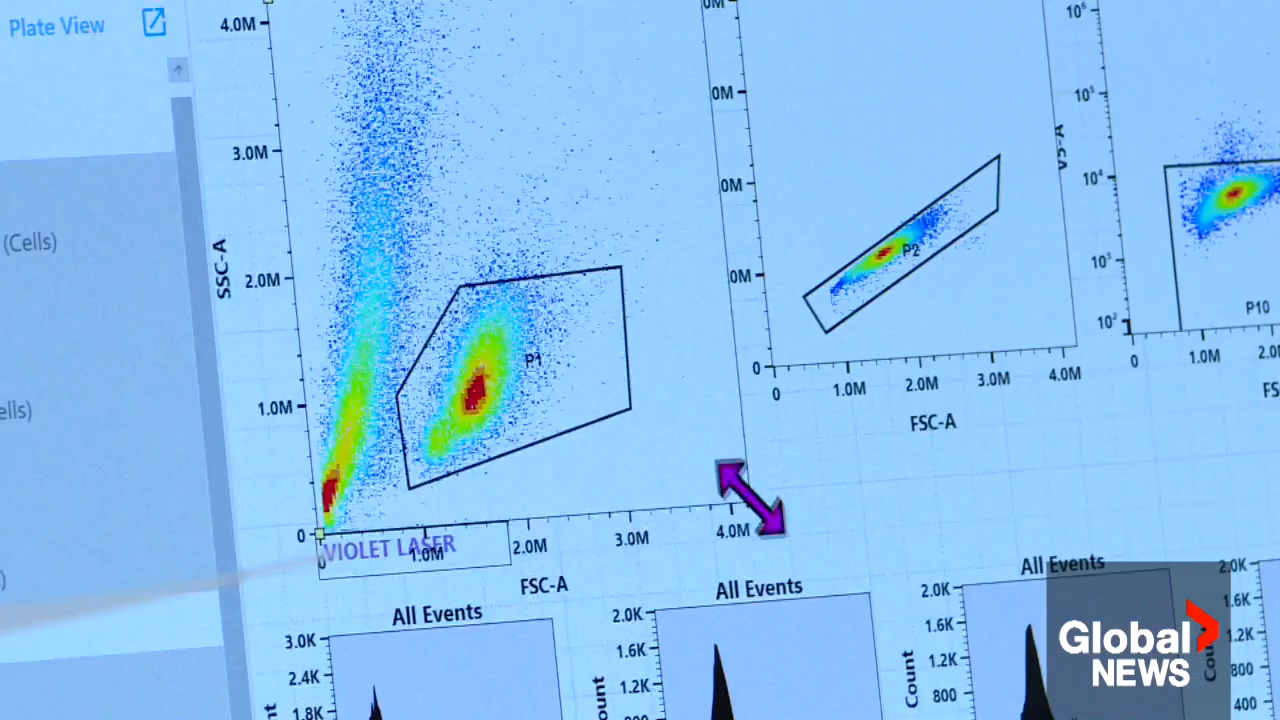 Plate View
(Cells)
4.0M
3.0M
2.0M
1.0M
0
SSC-A
P1
0
VIOLET LASER
1.0M
2.0M
3.0M
4.0M
FSC-A
0M
0M
0M
0
P2
0
1.0M
2.0M
3.0M
4.0M
FSC-A
V5-A
10⁶
10⁵
10⁴
10³
10²
P10
0
1.0M
All Events
3.0K
2.4K
1.8K
All Events
2.0K
1.6K
1.2K
All Events
2.0K
1.6K
1.2K
800
Count
2.0K
1.6K
1.2K
800
400
Global
NEWS